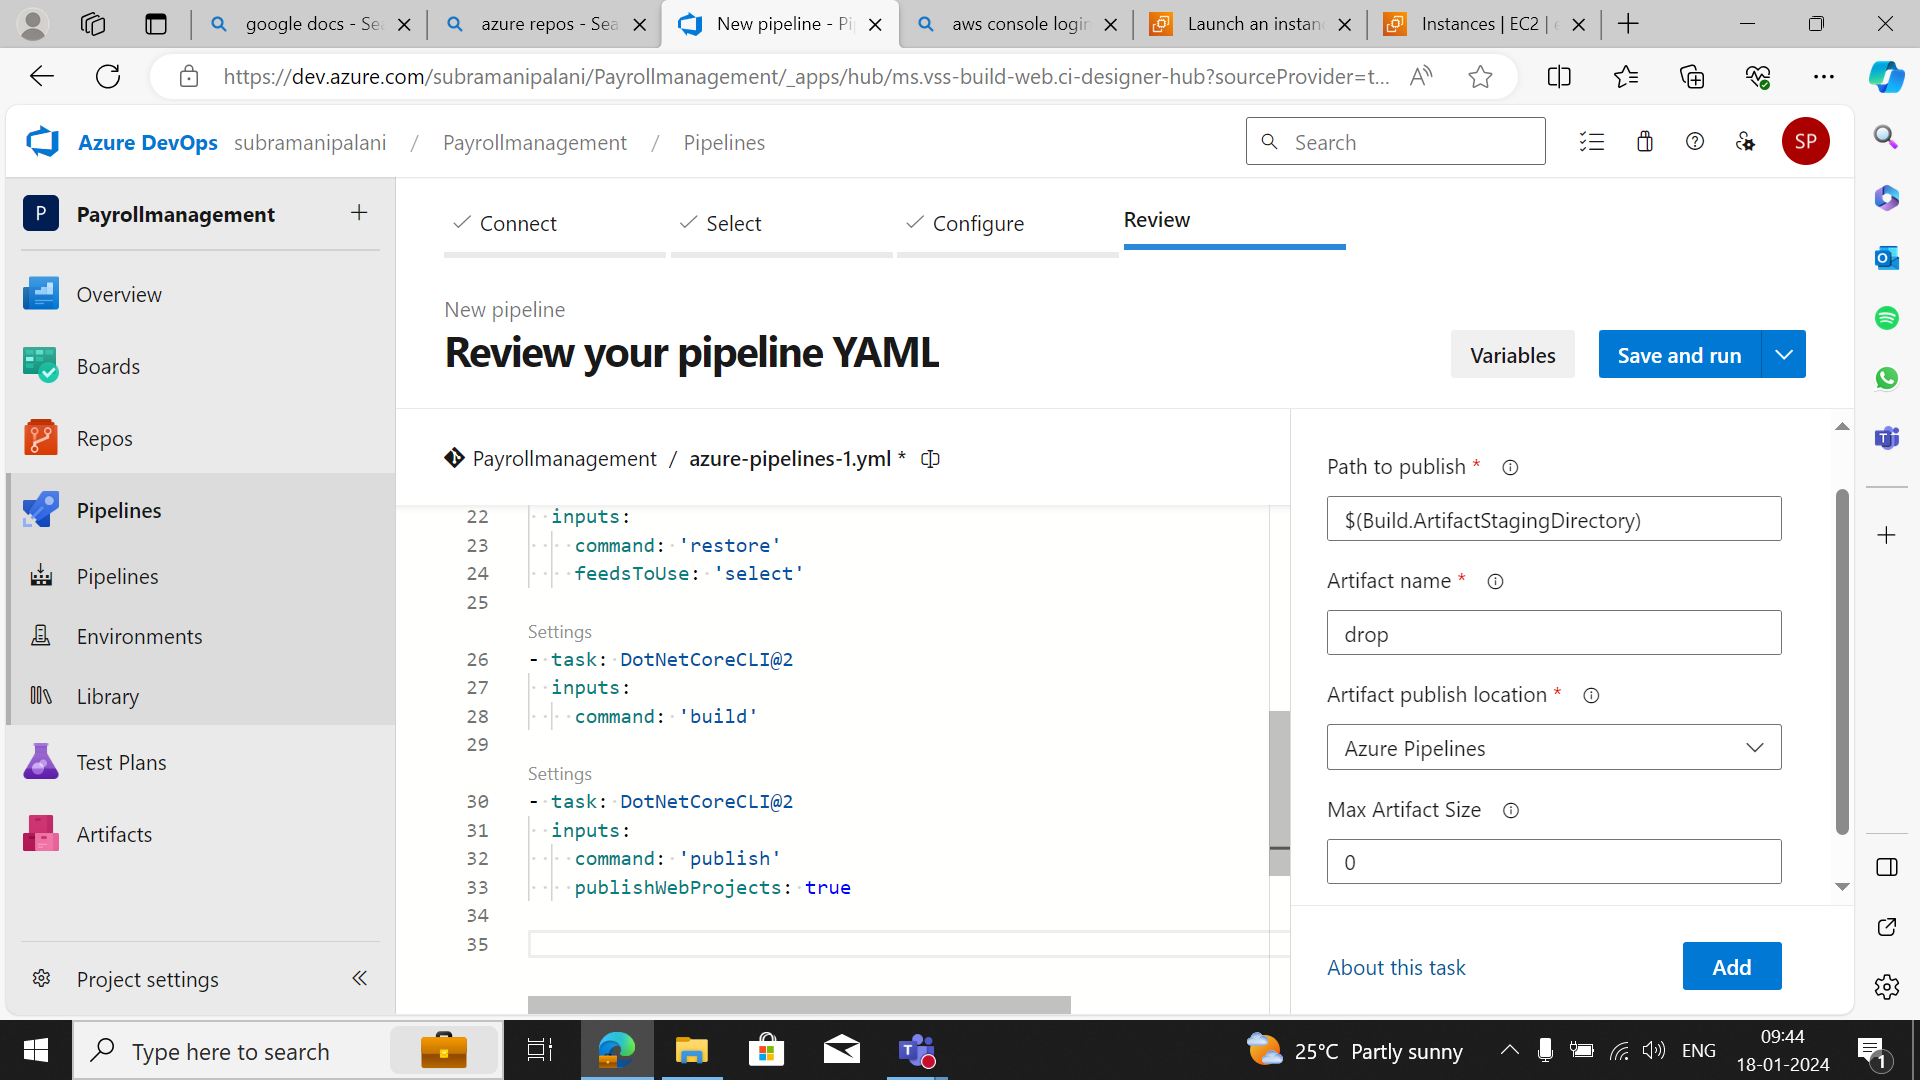 google docs - Sea
azure repos - Sea
New pipeline - Pi
aws console login
Launch an instan
Instances | EC2 |
https://dev.azure.com/subramanipalani/Payrollmanagement/_apps/hub/ms.vss-build-web.ci-designer-hub?sourceProvider=t...
Azure DevOps subramanipalani / Payrollmanagement / Pipelines
Search
SP
P Payrollmanagement
Overview
Boards
Repos
Pipelines
Pipelines
Environments
Library
Test Plans
Artifacts
Project settings
Connect
Select
Configure
Review
New pipeline
Review your pipeline YAML
Variables
Save and run
Payrollmanagement / azure-pipelines-1.yml *
22 inputs:
23 command: 'restore'
24 feedsToUse: 'select'
25
Settings
26 - task: DotNetCoreCLI@2
27 inputs:
28 command: 'build'
29
Settings
30 - task: DotNetCoreCLI@2
31 inputs:
32 command: 'publish'
33 publishWebProjects: true
34
35
Path to publish *
$(Build.ArtifactStagingDirectory)
Artifact name *
drop
Artifact publish location *
Azure Pipelines
Max Artifact Size
0
About this task
Add
Type here to search
25°C Partly sunny
ENG
09:44
18-01-2024
1